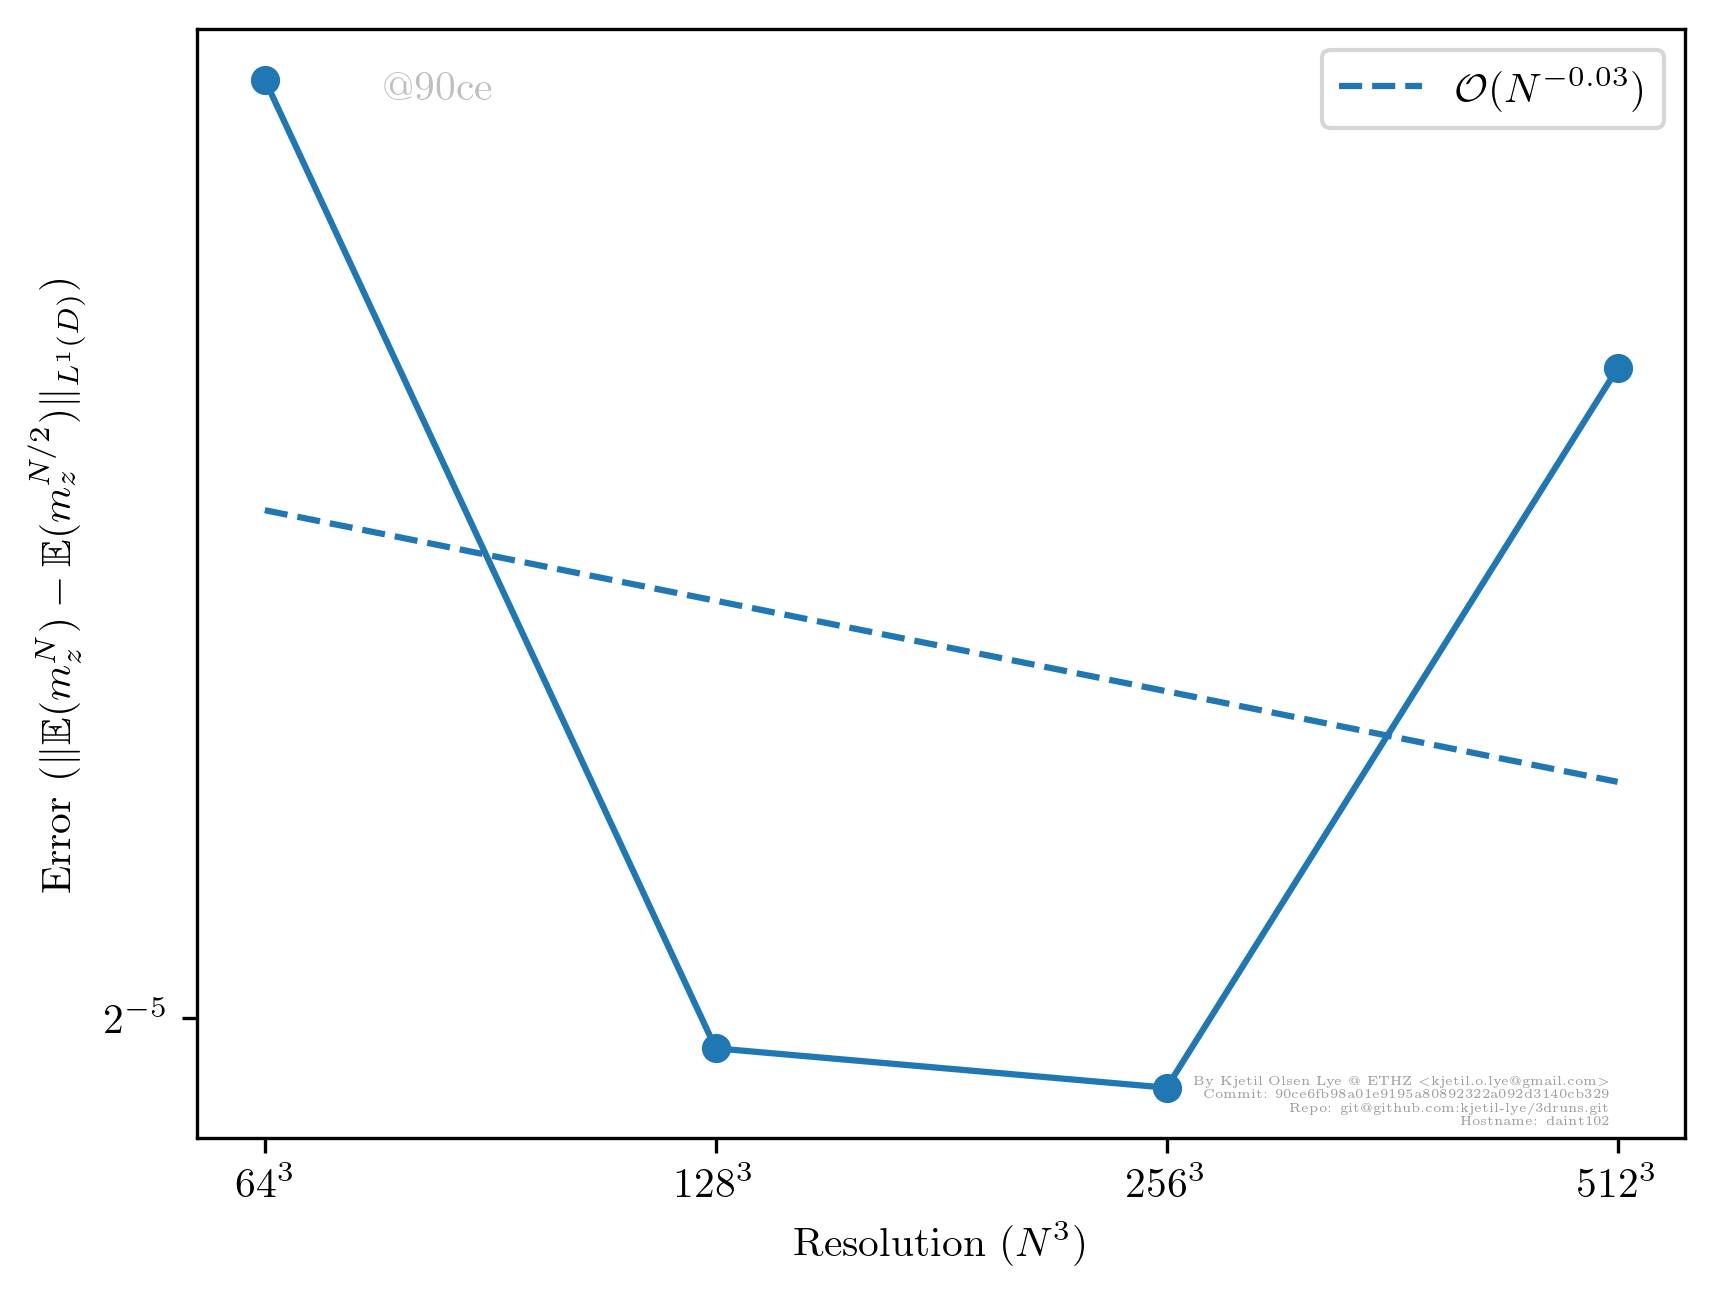 @90ce
𝒪(N^{-0.03})
Error (||𝔼(m_z^N) − 𝔼(m_z^{N/2})||_{L^1(D)})
2^{-5}
64^3 128^3 256^3 512^3
Resolution (N^3)
By Kjetil Olsen Lye @ ETHZ <kjetil.o.lye@gmail.com>
Commit: 90ce6fb98a01e9195a80892322a092d3140cb329
Repo: git@github.com:kjetil-lye/3druns.git
Hostname: daint102